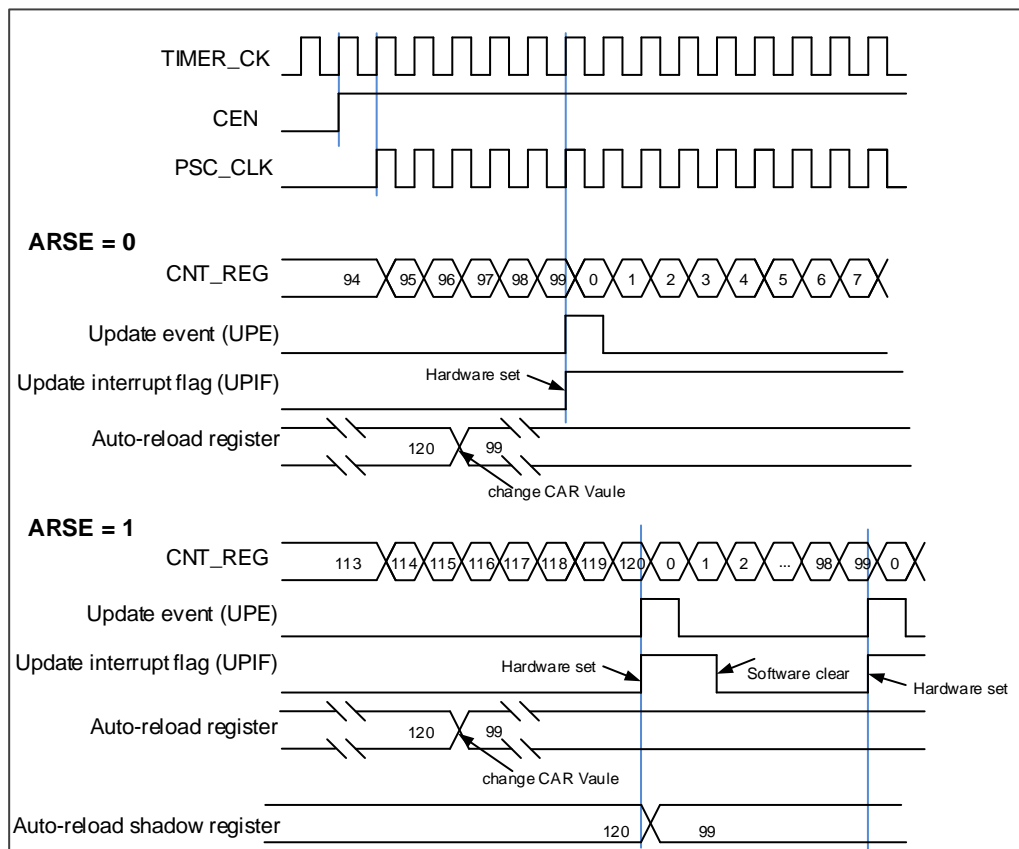 TIMER_CK
CEN
PSC_CLK
ARSE = 0
CNT_REG 94 95 96 97 98 99 0 1 2 3 4 5 6 7
Update event (UPE)
Update interrupt flag (UPIF) Hardware set
Auto-reload register 120 99
change CAR Vaule
ARSE = 1
CNT_REG 113 114 115 116 117 118 119 120 0 1 2 ... 98 99 0
Update event (UPE)
Update interrupt flag (UPIF) Hardware set Software clear Hardware set
Auto-reload register 120 99
change CAR Vaule
Auto-reload shadow register 120 99